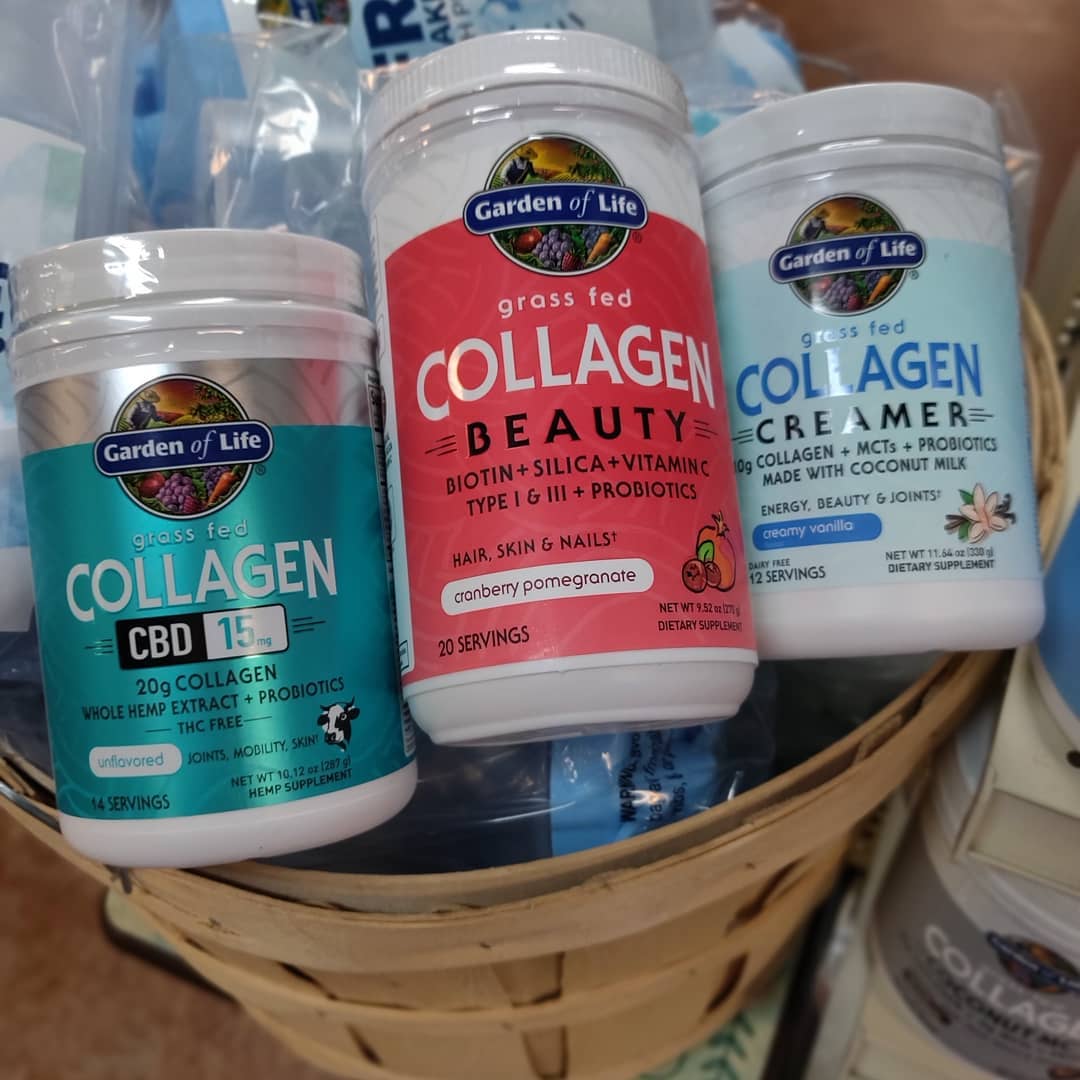 Garden of Life
grass fed
COLLAGEN
CBD 15mg
20g COLLAGEN
WHOLE HEMP EXTRACT + PROBIOTICS
THC FREE
unflavored
JOINTS, MOBILITY, SKIN†
NET WT 10.12 oz (287 g)
HEMP SUPPLEMENT
14 SERVINGS
Garden of Life
grass fed
COLLAGEN
BEAUTY
BIOTIN + SILICA + VITAMIN C
TYPE I & III + PROBIOTICS
HAIR, SKIN & NAILS†
cranberry pomegranate
NET WT 9.52 oz (270 g)
DIETARY SUPPLEMENT
20 SERVINGS
Garden of Life
grass fed
COLLAGEN
CREAMER
10g COLLAGEN + MCTs + PROBIOTICS
MADE WITH COCONUT MILK
ENERGY, BEAUTY & JOINTS‡
creamy vanilla
DAIRY FREE
12 SERVINGS
NET WT 11.64 oz (330 g)
DIETARY SUPPLEMENT
COLLAG